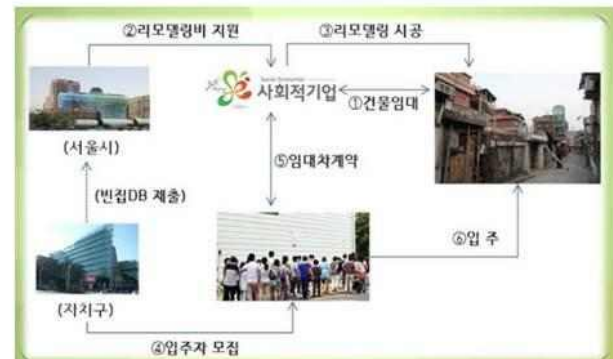 ②리모델링비 지원
③리모델링 시공
사회적기업
①건물임대
(서울시)
⑤임대차계약
(빈집DB 제출)
⑥입 주
(자치구)
④입주자 모집